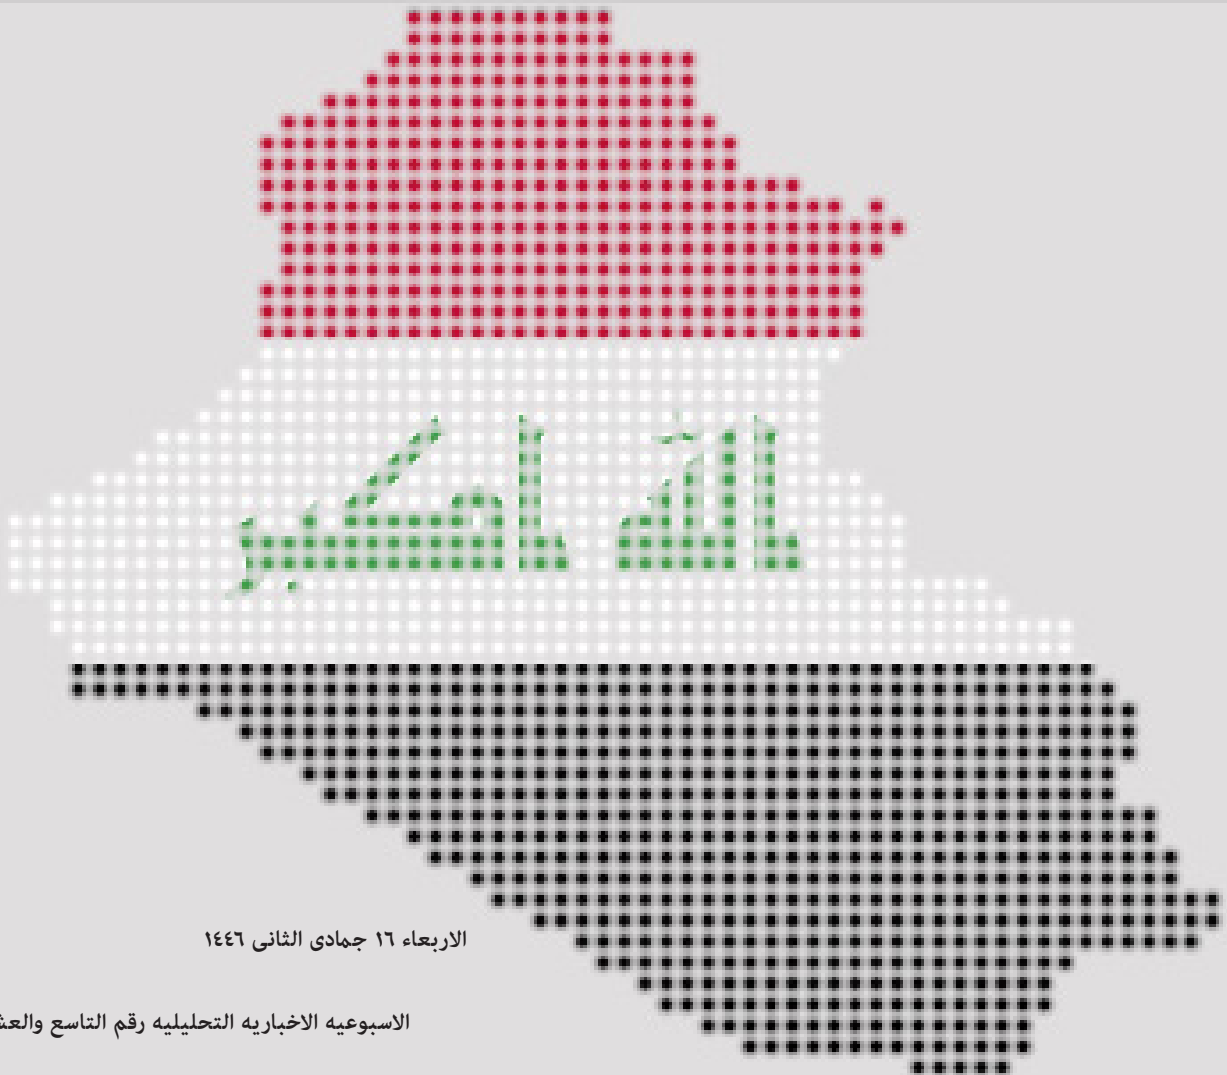 الله اكبر
الاربعاء ١٦ جمادى الثانى ١٤٤٦
الاسبوعيه الاخباريه التحليليه رقم التاسع